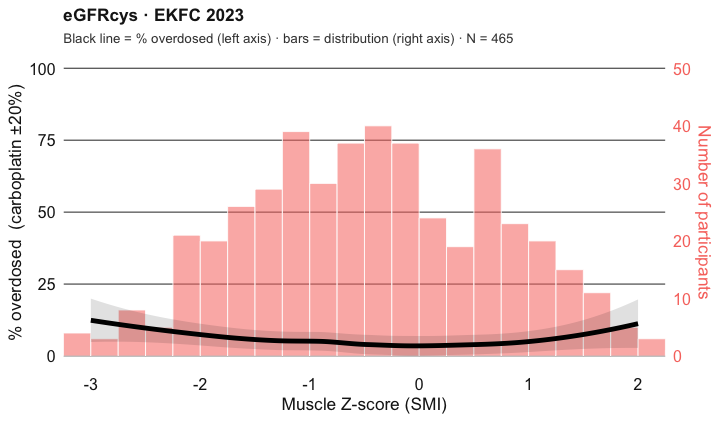 eGFRcys · EKFC 2023
Black line = % overdosed (left axis) · bars = distribution (right axis) · N = 465
% overdosed (carboplatin ±20%)
100
75
50
25
0
50
40
30
20
10
0
Number of participants
-3 -2 -1 0 1 2
Muscle Z-score (SMI)